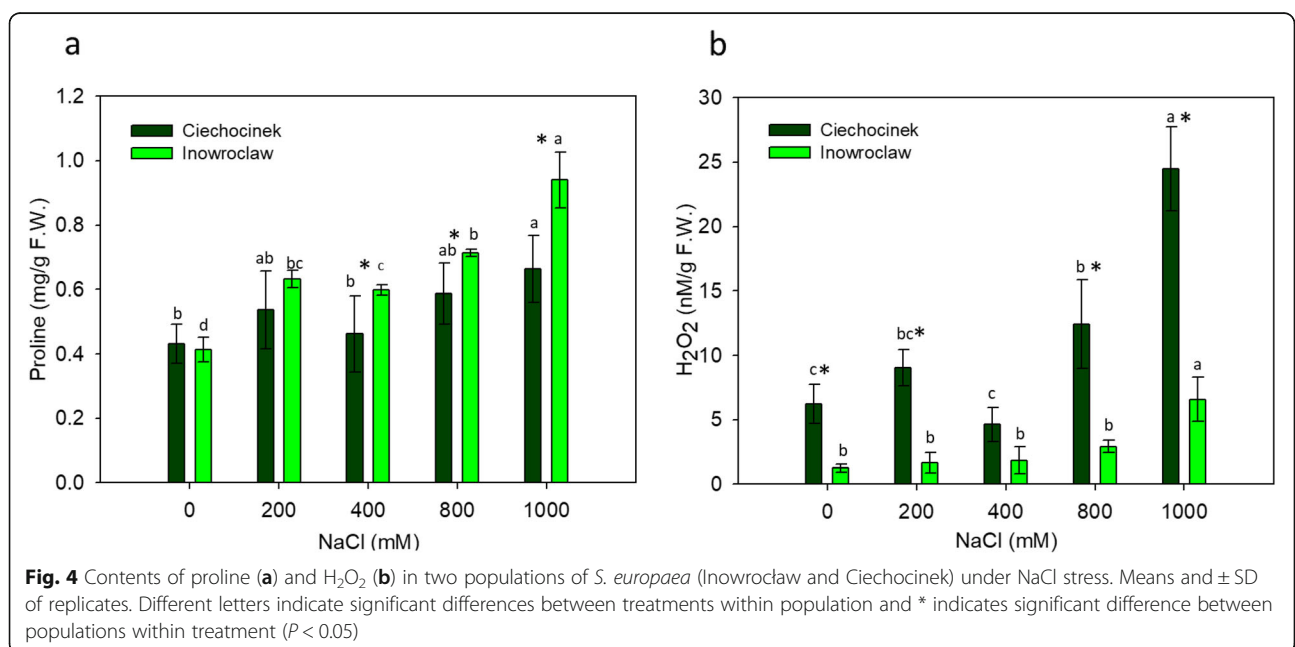 a
b
1.2
1.0
0.8
0.6
0.4
0.2
0.0
Proline (mg/g F.W.)
Ciechocinek
Inowroclaw
b
d
ab
bc
b
*
c
ab
*
b
a
*
a
0
200
400
800
1000
NaCl (mM)
30
25
20
15
10
5
0
H₂O₂ (nM/g F.W.)
Ciechocinek
Inowroclaw
c*
b
bc*
b
c
b
b*
b
a*
a
0
200
400
800
1000
NaCl (mM)
Fig. 4 Contents of proline (a) and H₂O₂ (b) in two populations of S. europaea (Inowrocław and Ciechocinek) under NaCl stress. Means and ± SD
of replicates. Different letters indicate significant differences between treatments within population and * indicates significant difference between
populations within treatment (P < 0.05)